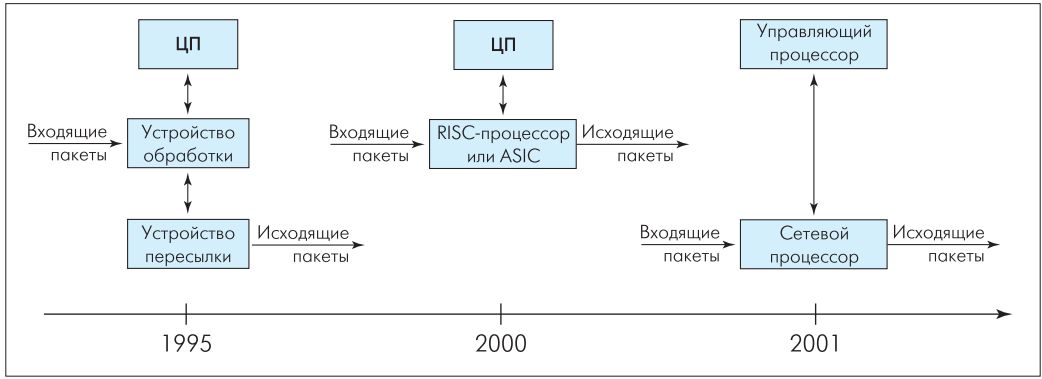 ЦП
Устройство
обработки
Входящие
пакеты
Устройство
пересылки
Исходящие
пакеты
1995
ЦП
Входящие
пакеты
RISC-процессор
или ASIC
Исходящие
пакеты
2000
Управляющий
процессор
Входящие
пакеты
Сетевой
процессор
Исходящие
пакеты
2001